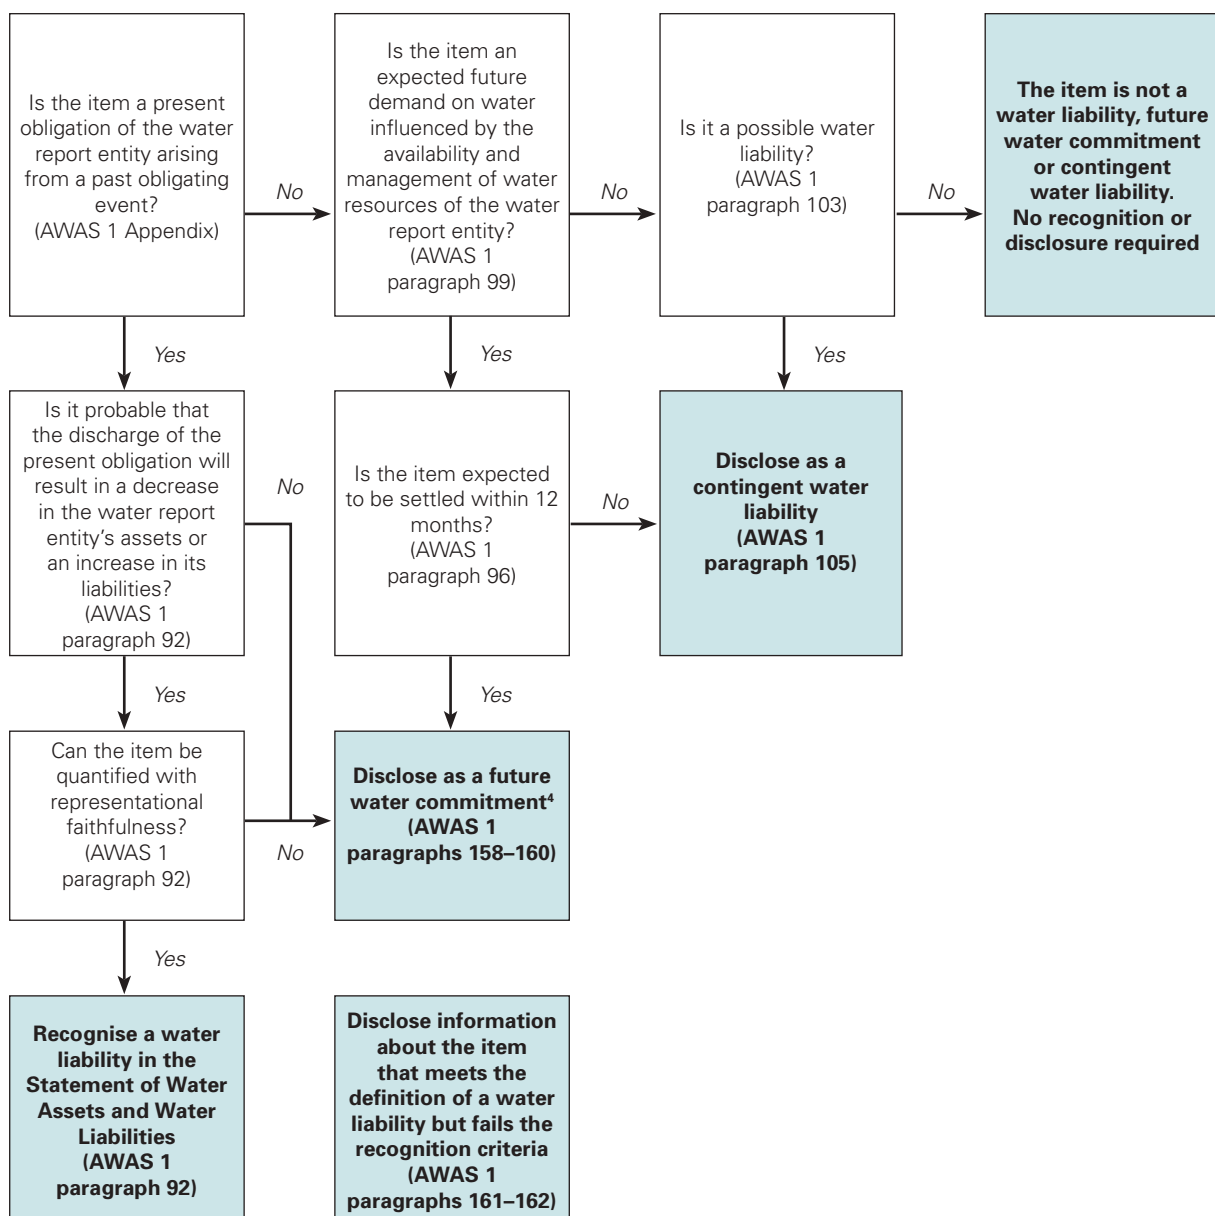 Is the item a present
obligation of the water
report entity arising
from a past obligating
event?
(AWAS 1 Appendix)
No
Is the item an
expected future
demand on water
influenced by the
availability and
management of water
resources of the water
report entity?
(AWAS 1
paragraph 99)
No
Is it a possible water
liability?
(AWAS 1
paragraph 103)
No
The item is not a
water liability, future
water commitment
or contingent
water liability.
No recognition or
disclosure required
Yes
Yes
Yes
Is it probable that
the discharge of the
present obligation will
result in a decrease
in the water report
entity's assets or
an increase in its
liabilities?
(AWAS 1
paragraph 92)
No
Is the item expected
to be settled within 12
months?
(AWAS 1
paragraph 96)
No
Disclose as a
contingent water
liability
(AWAS 1
paragraph 105)
Yes
Yes
Can the item be
quantified with
representational
faithfulness?
(AWAS 1
paragraph 92)
No
Disclose as a future
water commitment⁴
(AWAS 1
paragraphs 158–160)
Yes
Recognise a water
liability in the
Statement of Water
Assets and Water
Liabilities
(AWAS 1
paragraph 92)
Disclose information
about the item
that meets the
definition of a water
liability but fails the
recognition criteria
(AWAS 1
paragraphs 161–162)